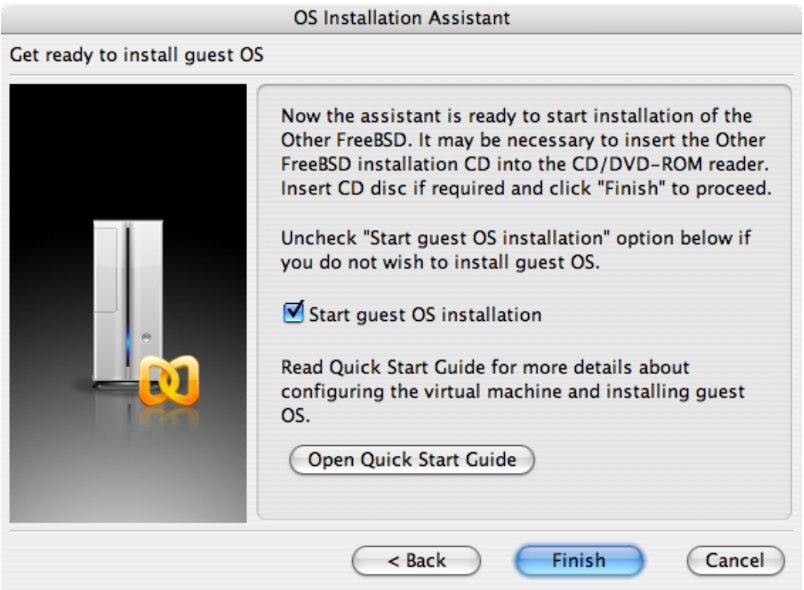 OS Installation Assistant
Get ready to install guest OS
Now the assistant is ready to start installation of the
Other FreeBSD. It may be necessary to insert the Other
FreeBSD installation CD into the CD/DVD-ROM reader.
Insert CD disc if required and click "Finish" to proceed.
Uncheck "Start guest OS installation" option below if
you do not wish to install guest OS.
Start guest OS installation
Read Quick Start Guide for more details about
configuring the virtual machine and installing guest
OS.
Open Quick Start Guide
< Back
Finish
Cancel